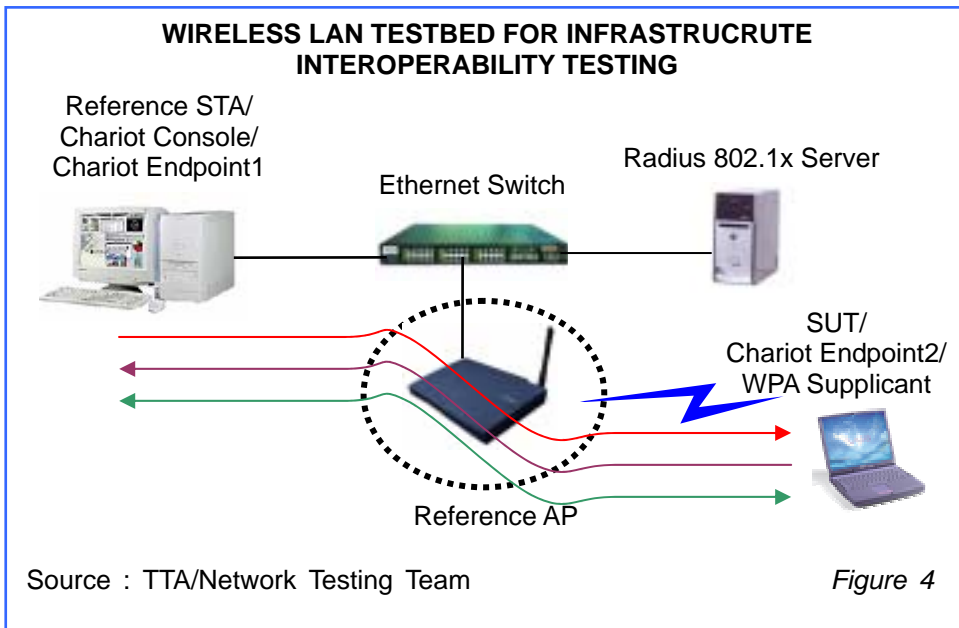 WIRELESS LAN TESTBED FOR INFRASTRUCRUTE
INTEROPERABILITY TESTING
Reference STA/
Chariot Console/
Chariot Endpoint1
Ethernet Switch
Radius 802.1x Server
SUT/
Chariot Endpoint2/
WPA Supplicant
Reference AP
Source : TTA/Network Testing Team
Figure 4